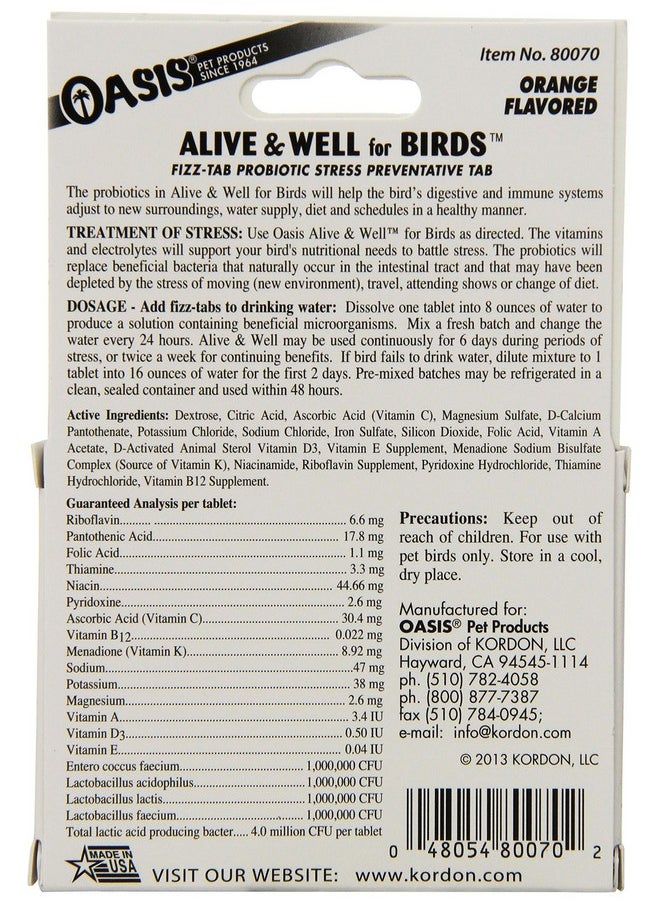 OASIS® PET PRODUCTS
SINCE 1964
Item No. 80070
ORANGE
FLAVORED
ALIVE & WELL for BIRDS™
FIZZ-TAB PROBIOTIC STRESS PREVENTATIVE TAB
The probiotics in Alive & Well for Birds will help the bird's digestive and immune systems
adjust to new surroundings, water supply, diet and schedules in a healthy manner.
TREATMENT OF STRESS: Use Oasis Alive & Well™ for Birds as directed. The vitamins
and electrolytes will support your bird's nutritional needs to battle stress. The probiotics will
replace beneficial bacteria that naturally occur in the intestinal tract and that may have been
depleted by the stress of moving (new environment), travel, attending shows or change of diet.
DOSAGE - Add fizz-tabs to drinking water: Dissolve one tablet into 8 ounces of water to
produce a solution containing beneficial microorganisms. Mix a fresh batch and change the
water every 24 hours. Alive & Well may be used continuously for 6 days during periods of
stress, or twice a week for continuing benefits. If bird fails to drink water, dilute mixture to 1
tablet into 16 ounces of water for the first 2 days. Pre-mixed batches may be refrigerated in a
clean, sealed container and used within 48 hours.
Active Ingredients: Dextrose, Citric Acid, Ascorbic Acid (Vitamin C), Magnesium Sulfate, D-Calcium
Pantothenate, Potassium Chloride, Sodium Chloride, Iron Sulfate, Silicon Dioxide, Folic Acid, Vitamin A
Acetate, D-Activated Animal Sterol Vitamin D3, Vitamin E Supplement, Menadione Sodium Bisulfate
Complex (Source of Vitamin K), Niacinamide, Riboflavin Supplement, Pyridoxine Hydrochloride, Thiamine
Hydrochloride, Vitamin B12 Supplement.
Guaranteed Analysis per tablet:
Riboflavin 6.6 mg
Pantothenic Acid 17.8 mg
Folic Acid 1.1 mg
Thiamine 3.3 mg
Niacin 44.66 mg
Pyridoxine 2.6 mg
Ascorbic Acid (Vitamin C) 30.4 mg
Vitamin B12 0.022 mg
Menadione (Vitamin K) 8.92 mg
Sodium 47 mg
Potassium 38 mg
Magnesium 2.6 mg
Vitamin A 3.4 IU
Vitamin D3 0.50 IU
Vitamin E 0.04 IU
Entero coccus faecium 1,000,000 CFU
Lactobacillus acidophilus 1,000,000 CFU
Lactobacillus lactis 1,000,000 CFU
Lactobacillus faecium 1,000,000 CFU
Total lactic acid producing bacter..... 4.0 million CFU per tablet
Precautions: Keep out of
reach of children. For use with
pet birds only. Store in a cool,
dry place.
Manufactured for:
OASIS® Pet Products
Division of KORDON, LLC
Hayward, CA 94545-1114
ph. (510) 782-4058
ph. (800) 877-7387
fax (510) 784-0945;
e-mail: info@kordon.com
© 2013 KORDON, LLC
0 48054 80070 2
MADE IN
USA
VISIT OUR WEBSITE: www.kordon.com